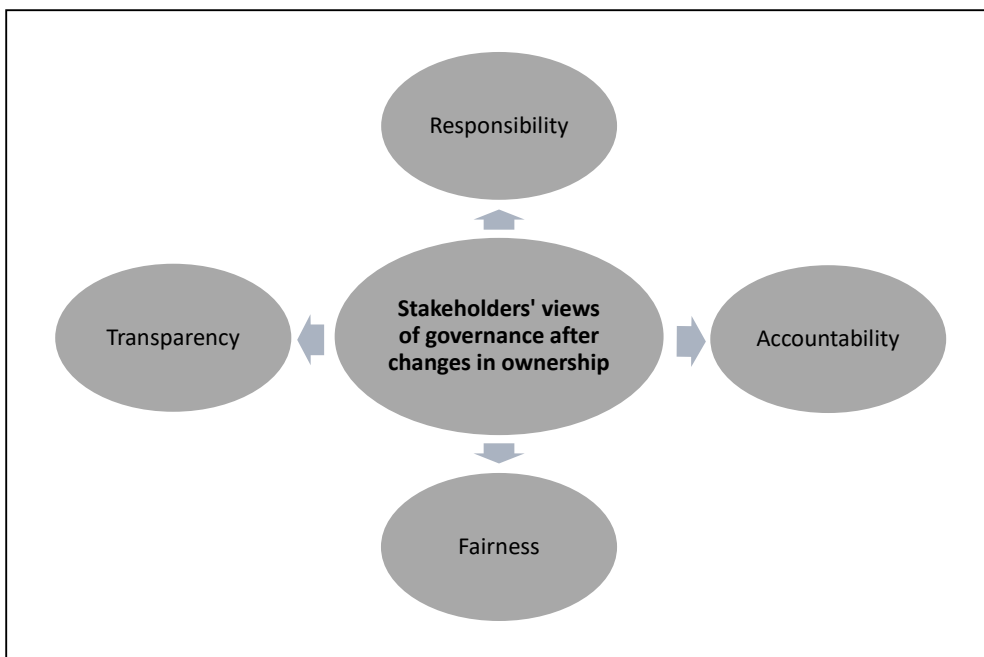 Responsibility
Transparency
Stakeholders' views
of governance after
changes in ownership
Accountability
Fairness